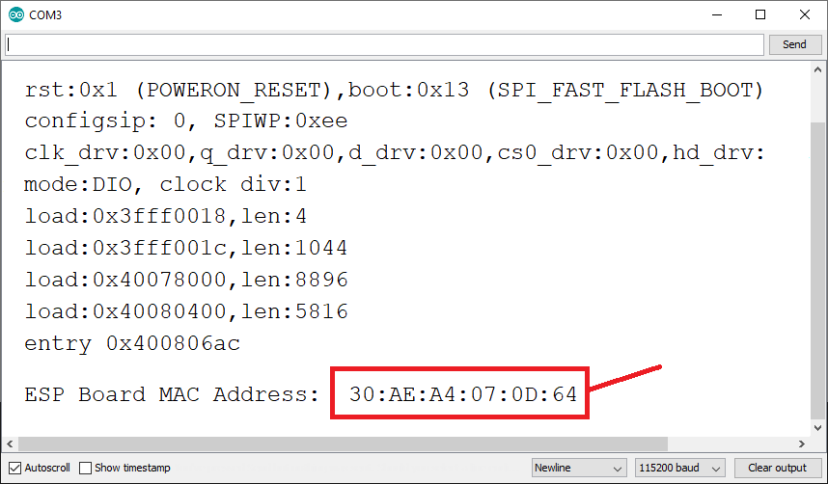 COM3
Send
rst:0x1 (POWERON_RESET),boot:0x13 (SPI_FAST_FLASH_BOOT)
configsip: 0, SPIWP:0xee
clk_drv:0x00,q_drv:0x00,d_drv:0x00,cs0_drv:0x00,hd_drv:
mode:DIO, clock div:1
load:0x3fff0018,len:4
load:0x3fff001c,len:1044
load:0x40078000,len:8896
load:0x40080400,len:5816
entry 0x400806ac
ESP Board MAC Address: 30:AE:A4:07:0D:64
Autoscroll Show timestamp Newline 115200 baud Clear output